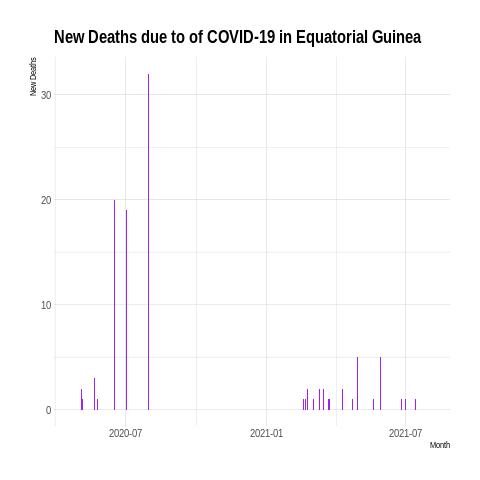 New Deaths due to of COVID-19 in Equatorial Guinea
New Deaths
30
20
10
0
2020-07
2021-01
2021-07
Month